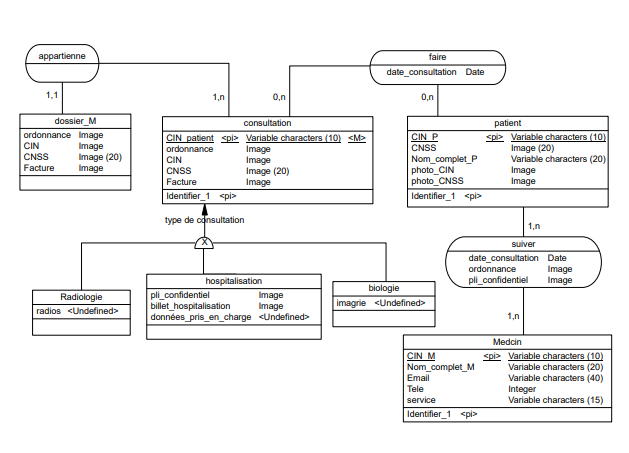 appartienne
faire
date_consultation Date
1,1
1,n
0,n
0,n
dossier_M
ordonnance Image
CIN Image
CNSS Image (20)
Facture Image
consultation
CIN_patient <pi> Variable characters (10) <M>
ordonnance Image
CIN Image
CNSS Image (20)
Facture Image
Identifier_1 <pi>
patient
CIN_P <pi> Variable characters (10)
CNSS Image (20)
Nom_complet_P Variable characters (20)
photo_CIN Image
photo_CNSS Image
Identifier_1 <pi>
type de consultation
X
1,n
suiver
date_consultation Date
ordonnance Image
pli_confidentiel Image
1,n
Radiologie
radios <Undefined>
hospitalisation
pli_confidentiel Image
billet_hospitalisation Image
données_pris_en_charge <Undefined>
biologie
imagrie <Undefined>
Medcin
CIN_M <pi> Variable characters (10)
Nom_complet_M Variable characters (20)
Email Variable characters (40)
Tele Integer
service Variable characters (15)
Identifier_1 <pi>